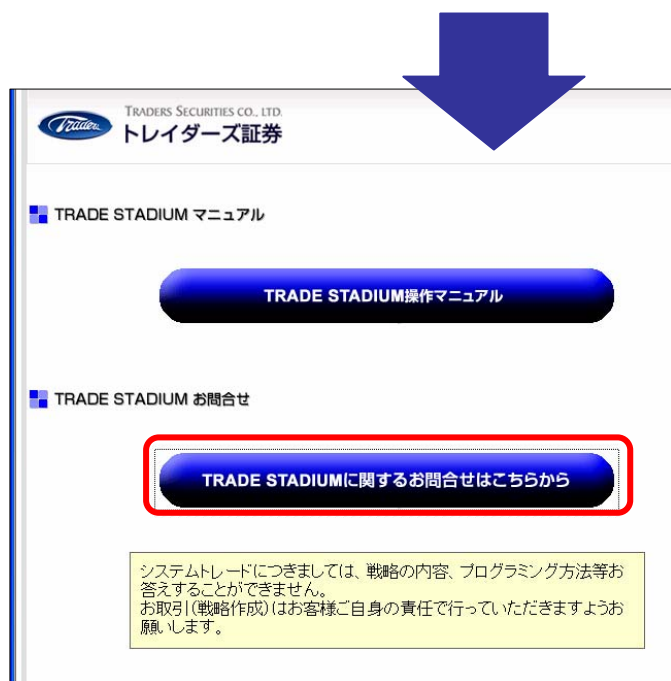 Traders
TRADERS SECURITIES CO., LTD.
トレイダーズ証券
TRADE STADIUM マニュアル
TRADE STADIUM操作マニュアル
TRADE STADIUM お問合せ
TRADE STADIUMに関するお問合せはこちらから
システムトレードにつきましては、戦略の内容、プログラミング方法等お
答えすることができません。
お取引(戦略作成)はお客様ご自身の責任で行っていただきますようお
願いします。